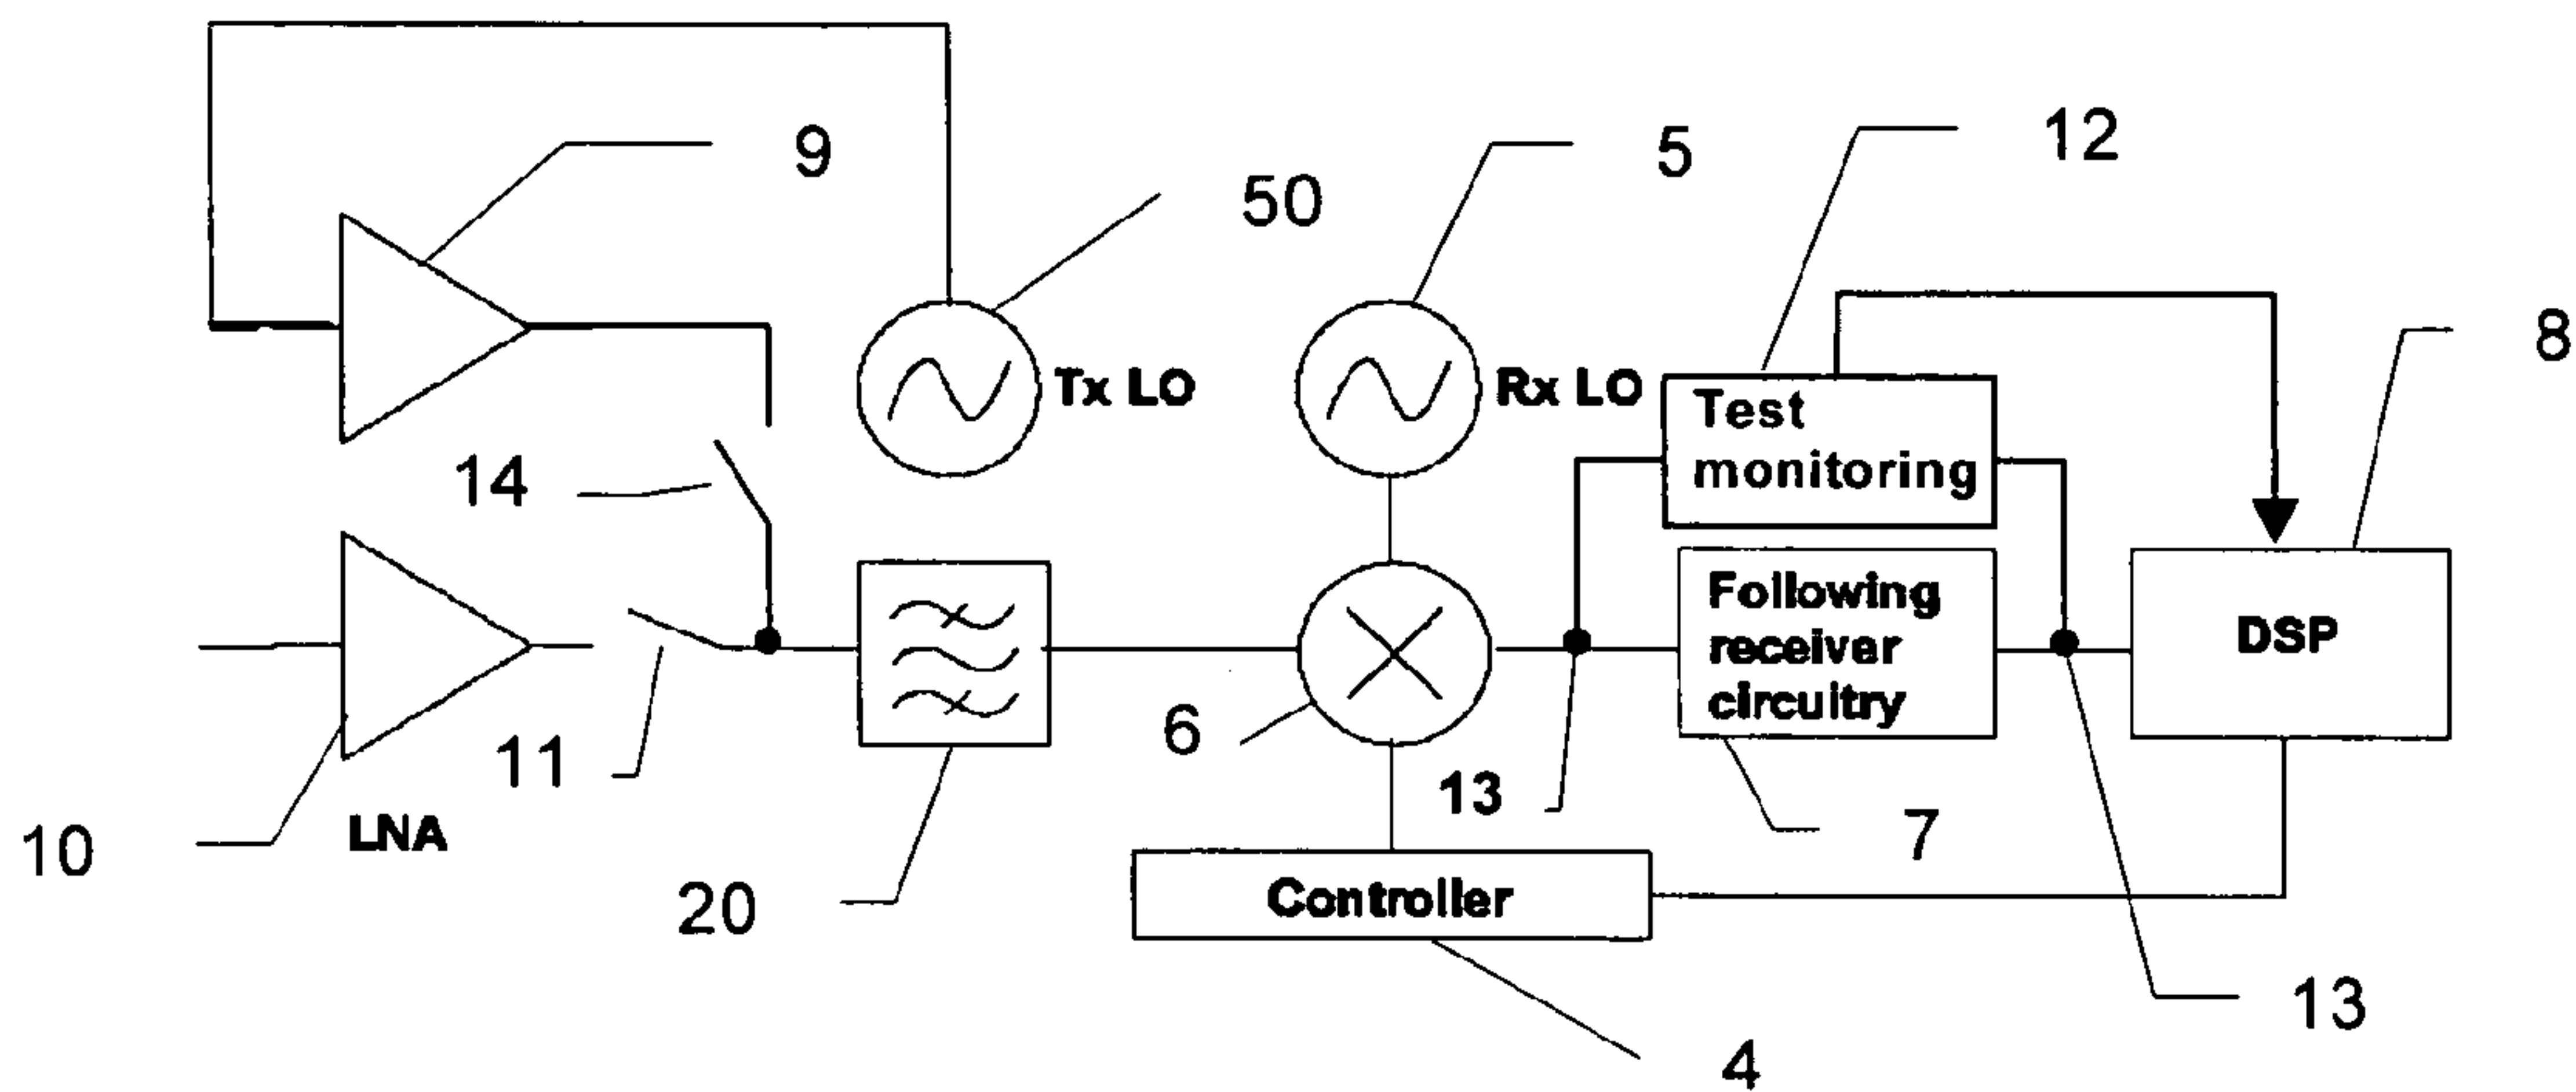 9
50
5
12
8
Tx LO
Rx LO
Test
monitoring
14
Following
receiver
circuitry
DSP
11
6
13
10
LNA
7
20
Controller
13
4